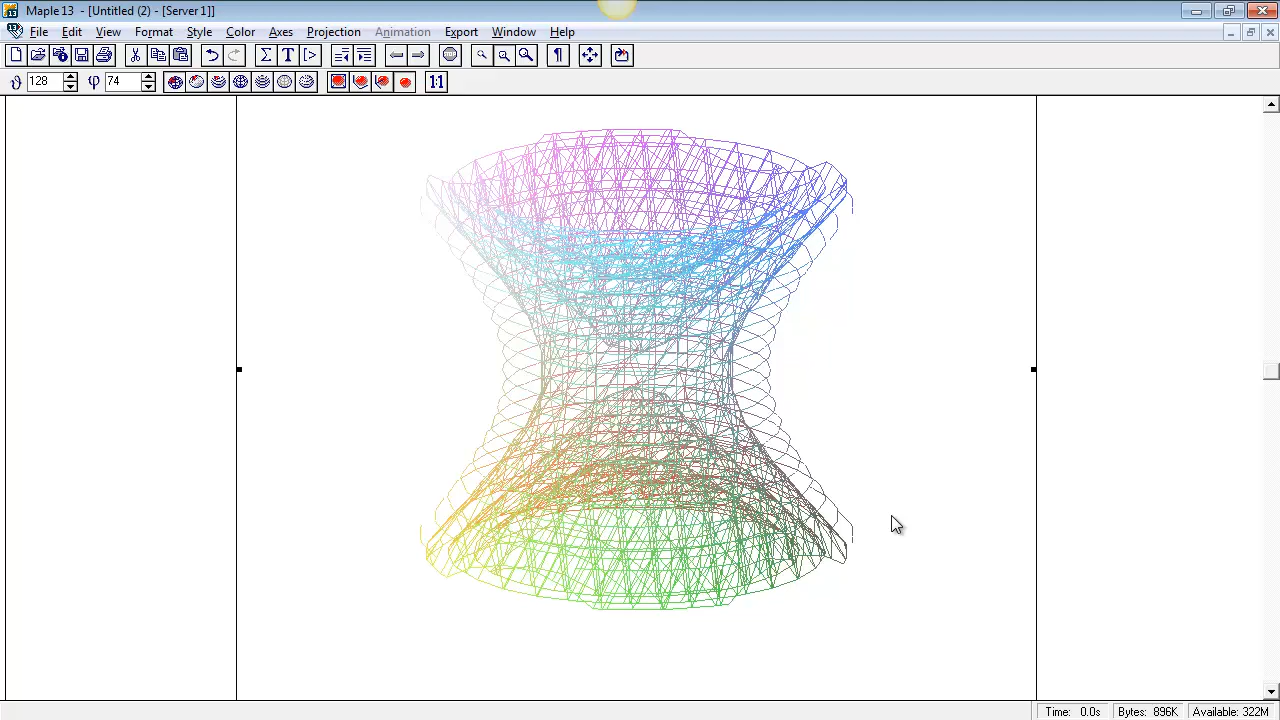 Maple 13 - [Untitled (2) - [Server 1]]
File Edit View Format Style Color Axes Projection Animation Export Window Help
Σ T [> ¶
ϑ 128 φ 74 1:1
Time: 0.0s Bytes: 896K Available: 322M